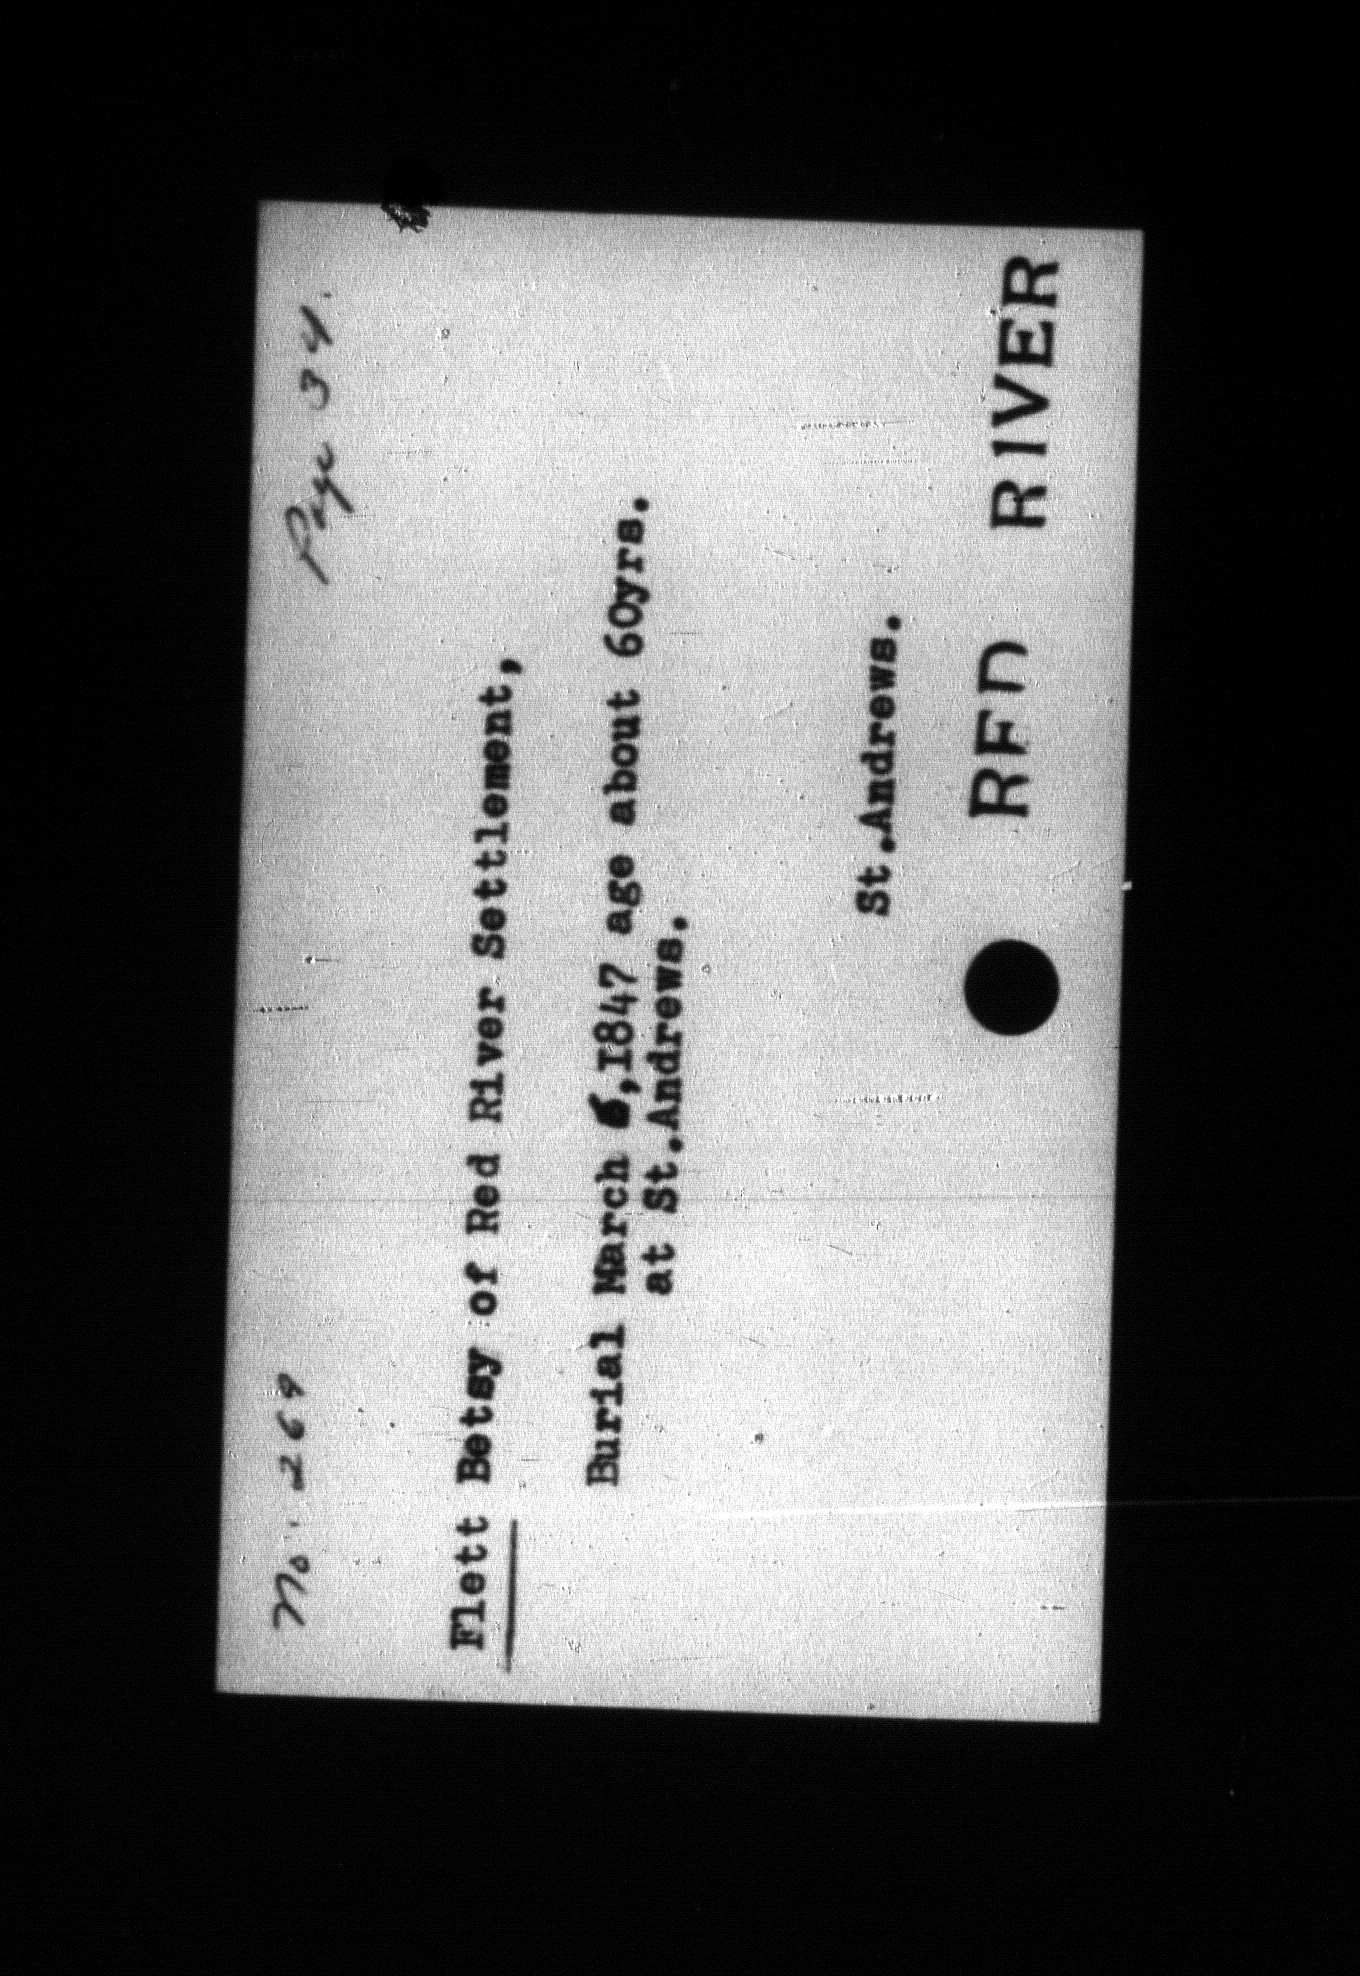 No. 269 Page 34.
Flett Betsy of Red River Settlement,
Burial March 6,1847 age about 60yrs.
at St.Andrews.
St.Andrews.
RED RIVER